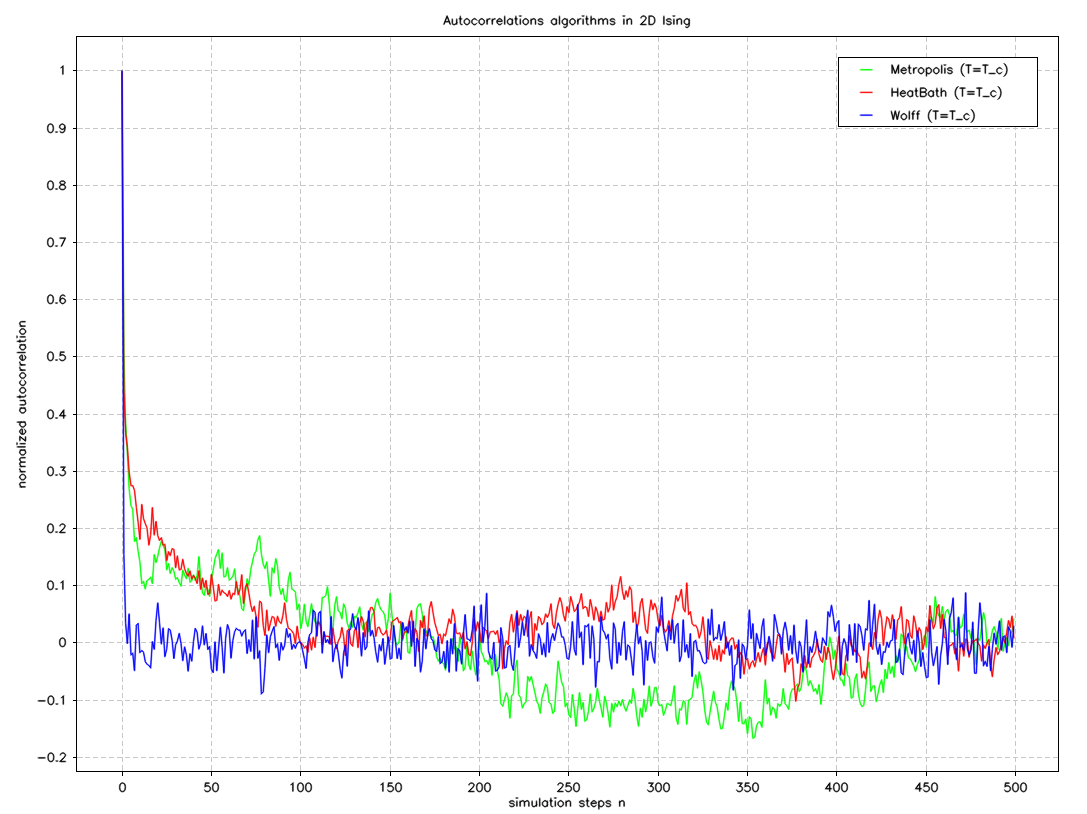 Autocorrelations algorithms in 2D Ising
Metropolis (T=T_c)
HeatBath (T=T_c)
Wolff (T=T_c)
normalized autocorrelation
1
0.9
0.8
0.7
0.6
0.5
0.4
0.3
0.2
0.1
0
−0.1
−0.2
0 50 100 150 200 250 300 350 400 450 500
simulation steps n